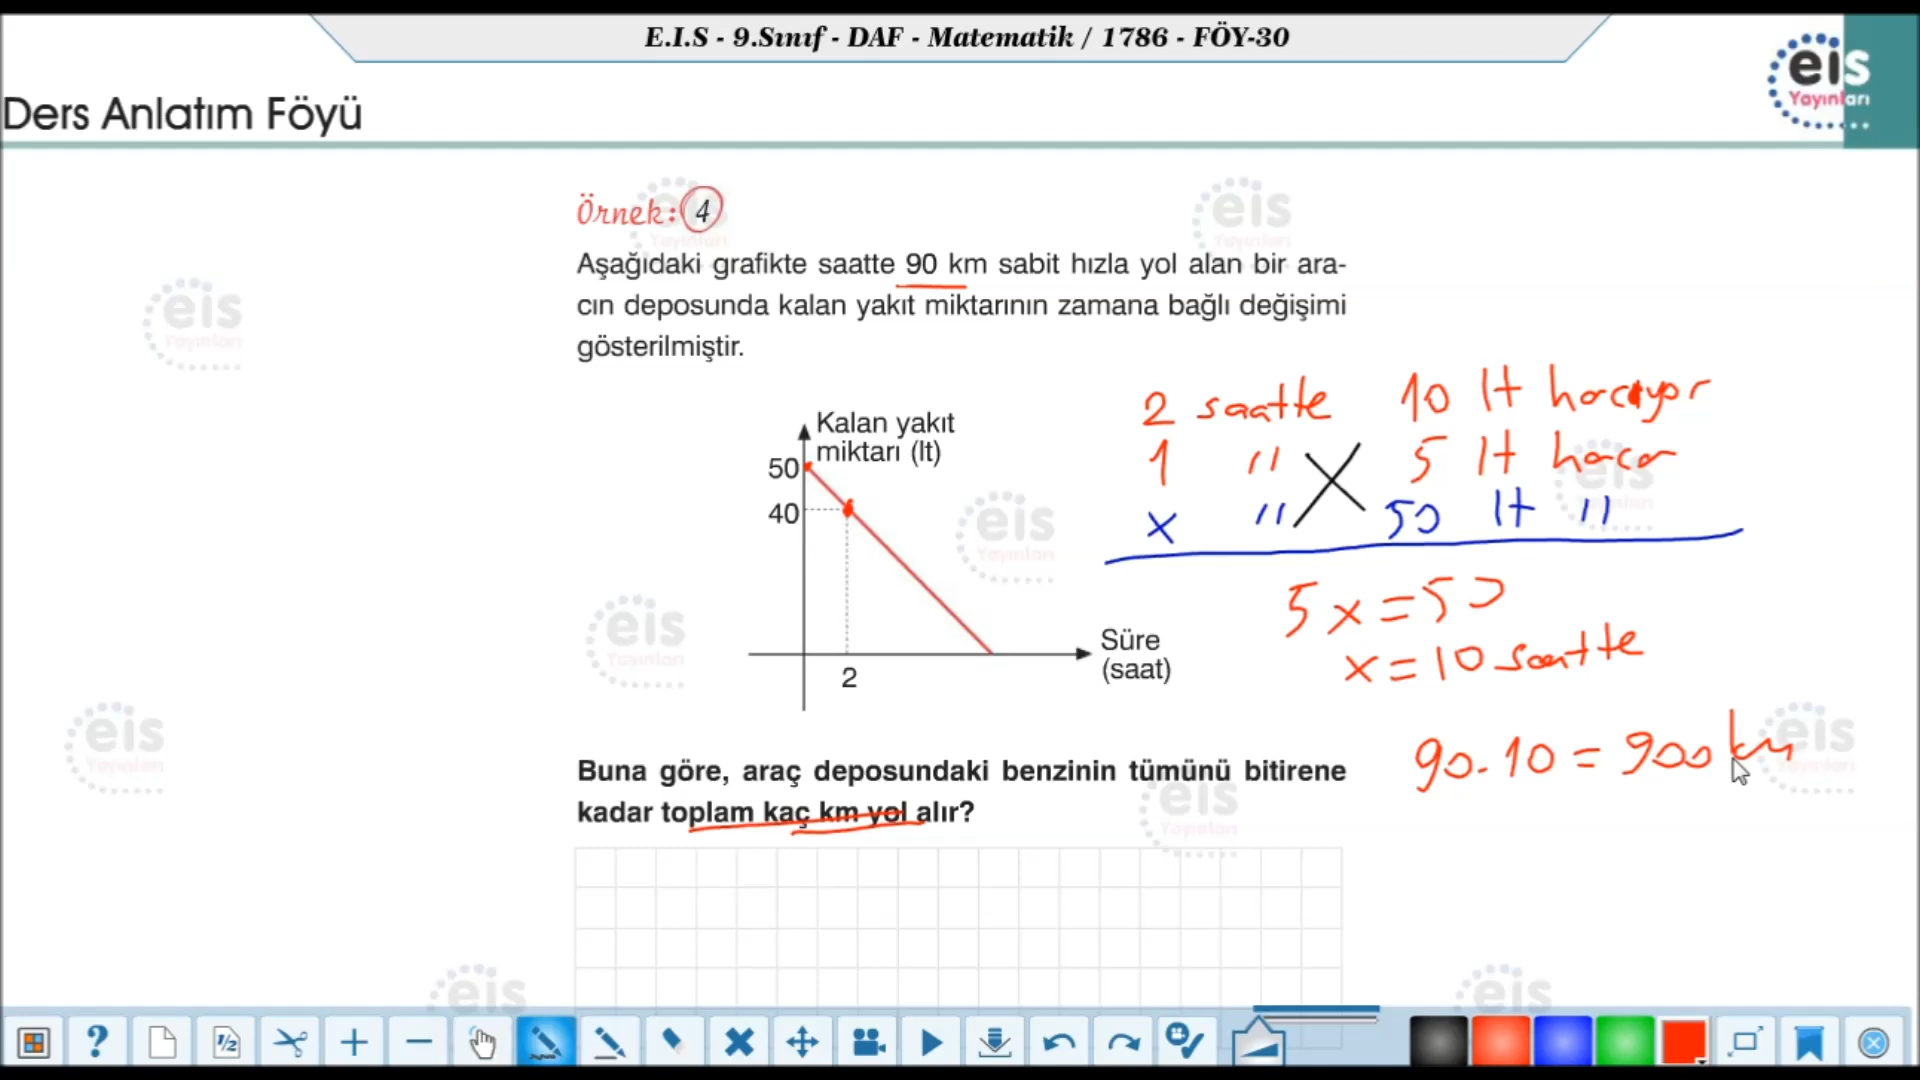 E.I.S - 9.Sınıf - DAF - Matematik / 1786 - FÖY-30
eis
Yayınları
Ders Anlatım Föyü
Örnek: 4
Aşağıdaki grafikte saatte 90 km sabit hızla yol alan bir ara-
cın deposunda kalan yakıt miktarının zamana bağlı değişimi
gösterilmiştir.
Kalan yakıt
miktarı (lt)
50
40
2
Süre
(saat)
2 saatte 10 lt harcıyor
1 " 5 lt harcar
x " 50 lt "
5x=50
x=10 saatte
90.10=900 km
Buna göre, araç deposundaki benzinin tümünü bitirene
kadar toplam kaç km yol alır?
?
1/2